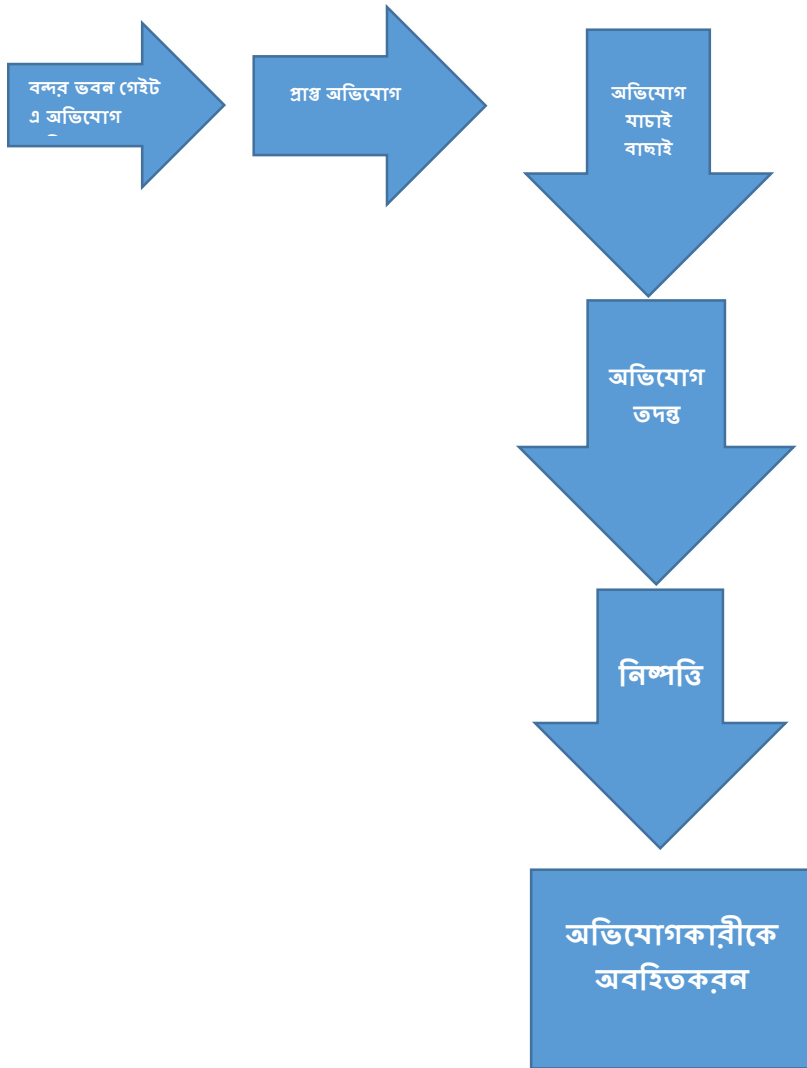 বন্দর ভবন গেইট
এ অভিযোগ
প্রাপ্ত অভিযোগ
অভিযোগ
যাচাই
বাছাই
অভিযোগ
তদন্ত
নিষ্পত্তি
অভিযোগকারীকে
অবহিতকরন